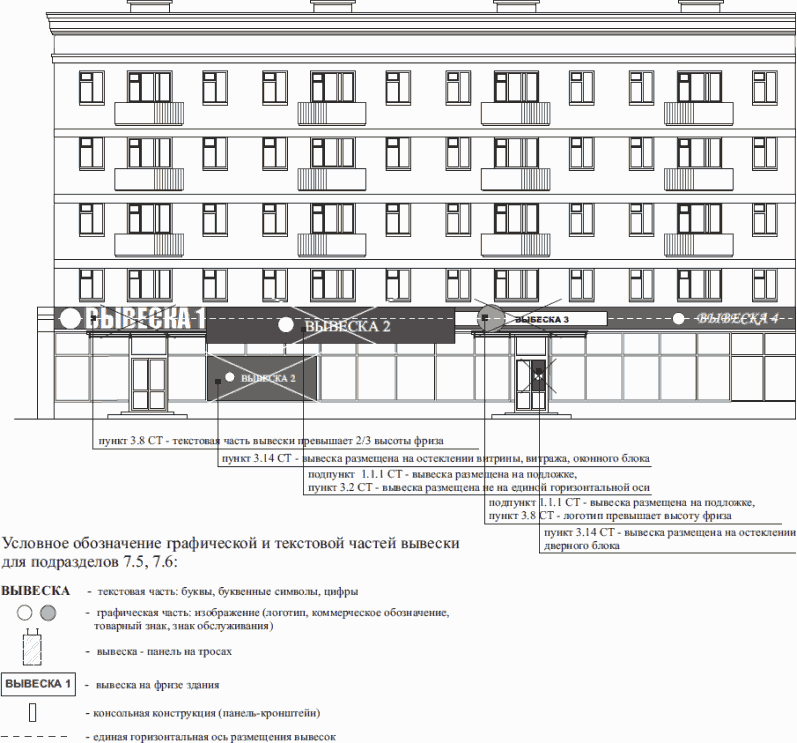 ВЫВЕСКА 1
ВЫВЕСКА 2
ВЫВЕСКА 3
ВЫВЕСКА 4
ВЫВЕСКА 2
пункт 3.8 СТ - текстовая часть вывески превышает 2/3 высоты фриза
пункт 3.14 СТ - вывеска размещена на остеклении витрины, витража, оконного блока
подпункт 1.1.1 СТ - вывеска размещена на подложке,
пункт 3.2 СТ - вывеска размещена не на единой горизонтальной оси
подпункт 1.1.1 СТ - вывеска размещена на подложке,
пункт 3.8 СТ - логотип превышает высоту фриза
пункт 3.14 СТ - вывеска размещена на остеклении
дверного блока
Условное обозначение графической и текстовой частей вывески
для подразделов 7.5, 7.6:
ВЫВЕСКА - текстовая часть: буквы, буквенные символы, цифры
- графическая часть: изображение (логотип, коммерческое обозначение,
товарный знак, знак обслуживания)
- вывеска - панель на тросах
ВЫВЕСКА 1 - вывеска на фризе здания
- консольная конструкция (панель-кронштейн)
- единая горизонтальная ось размещения вывесок